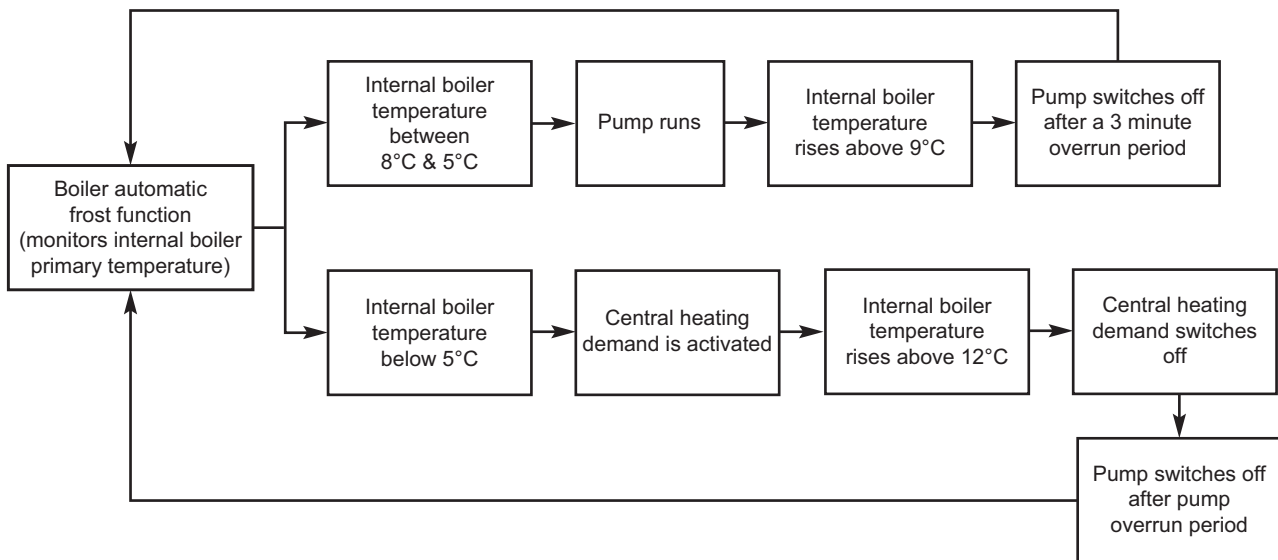 Boiler automatic
frost function
(monitors internal boiler
primary temperature)
Internal boiler
temperature
between
8°C & 5°C
Pump runs
Internal boiler
temperature
rises above 9°C
Pump switches off
after a 3 minute
overrun period
Internal boiler
temperature
below 5°C
Central heating
demand is activated
Internal boiler
temperature
rises above 12°C
Central heating
demand switches
off
Pump switches off
after pump
overrun period